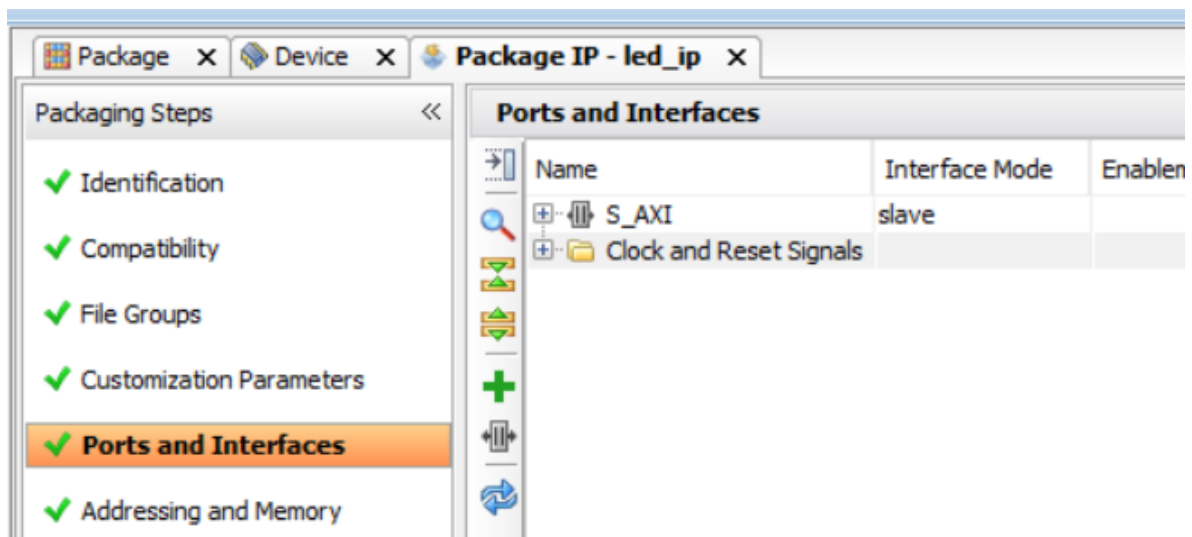 Package X Device X Package IP - led_ip X
Packaging Steps «
Ports and Interfaces
Name Interface Mode
Identification
S_AXI slave
Compatibility
Clock and Reset Signals
File Groups
Customization Parameters
Ports and Interfaces
Addressing and Memory